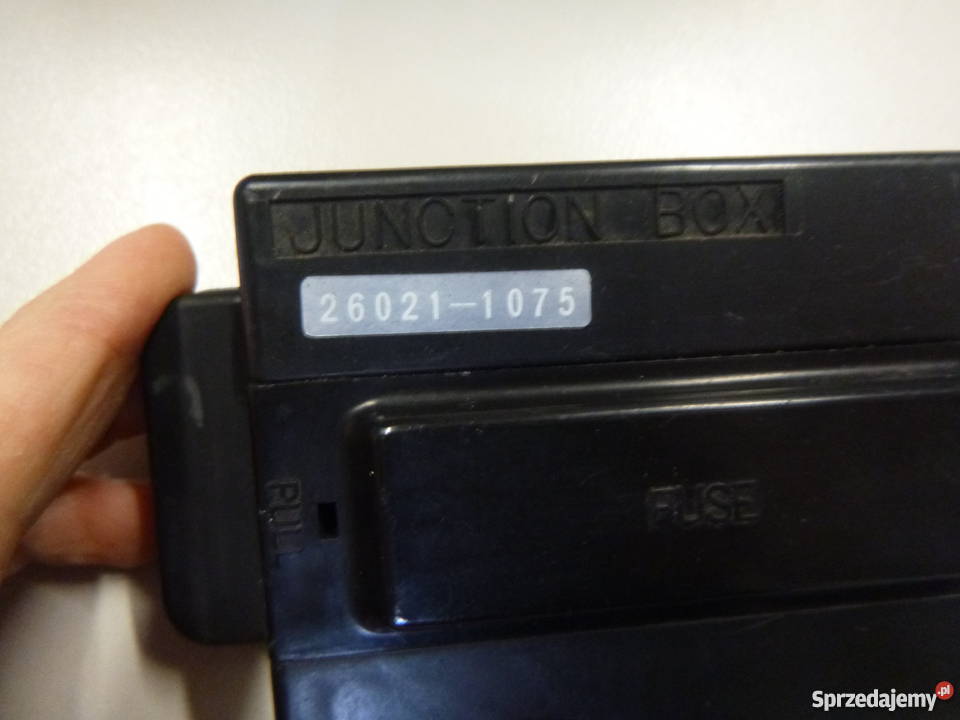 JUNCTION BOX
26021-1075
PULL
FUSE
Sprzedajemy.pl